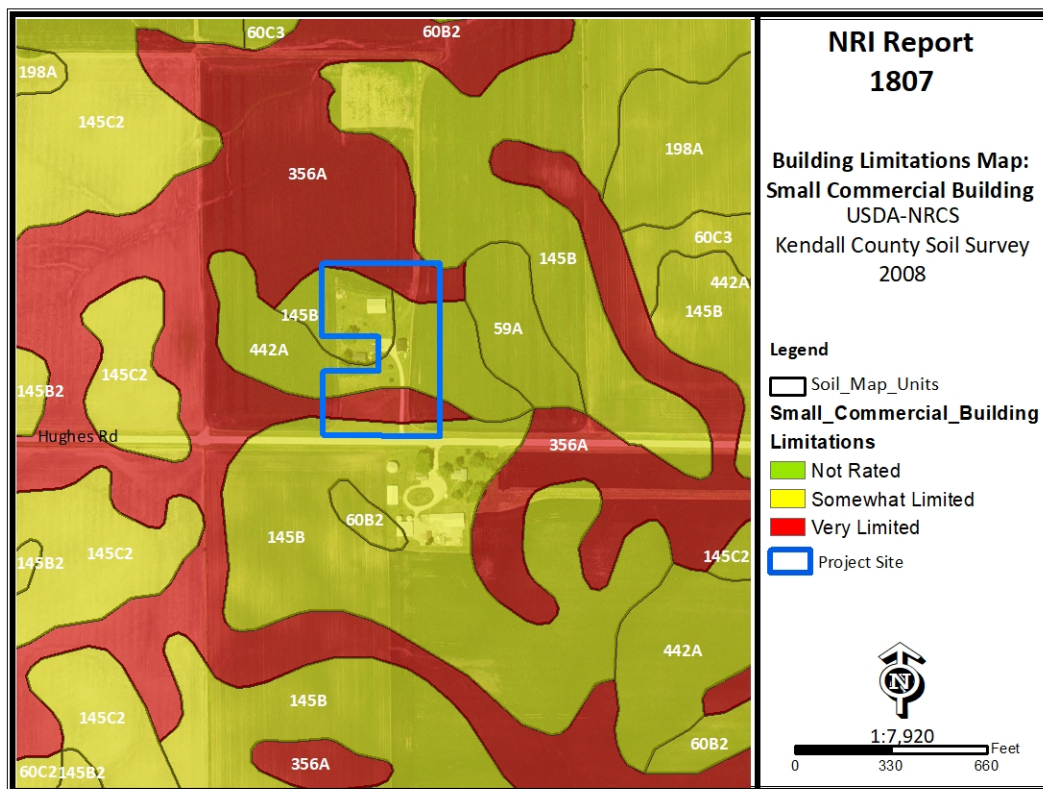 60C3
60B2
198A
145C2
198A
356A
60C3
145B
442A
145B
145B
59A
442A
145C2
145B2
Hughes Rd
356A
60B2
145B
145C2
145C2
145B2
442A
145B
145C2
60B2
356A
60C2
145B2
NRI Report
1807
Building Limitations Map:
Small Commercial Building
USDA-NRCS
Kendall County Soil Survey
2008
Legend
Soil_Map_Units
Small_Commercial_Building
Limitations
Not Rated
Somewhat Limited
Very Limited
Project Site
N
1:7,920
Feet
0 330 660